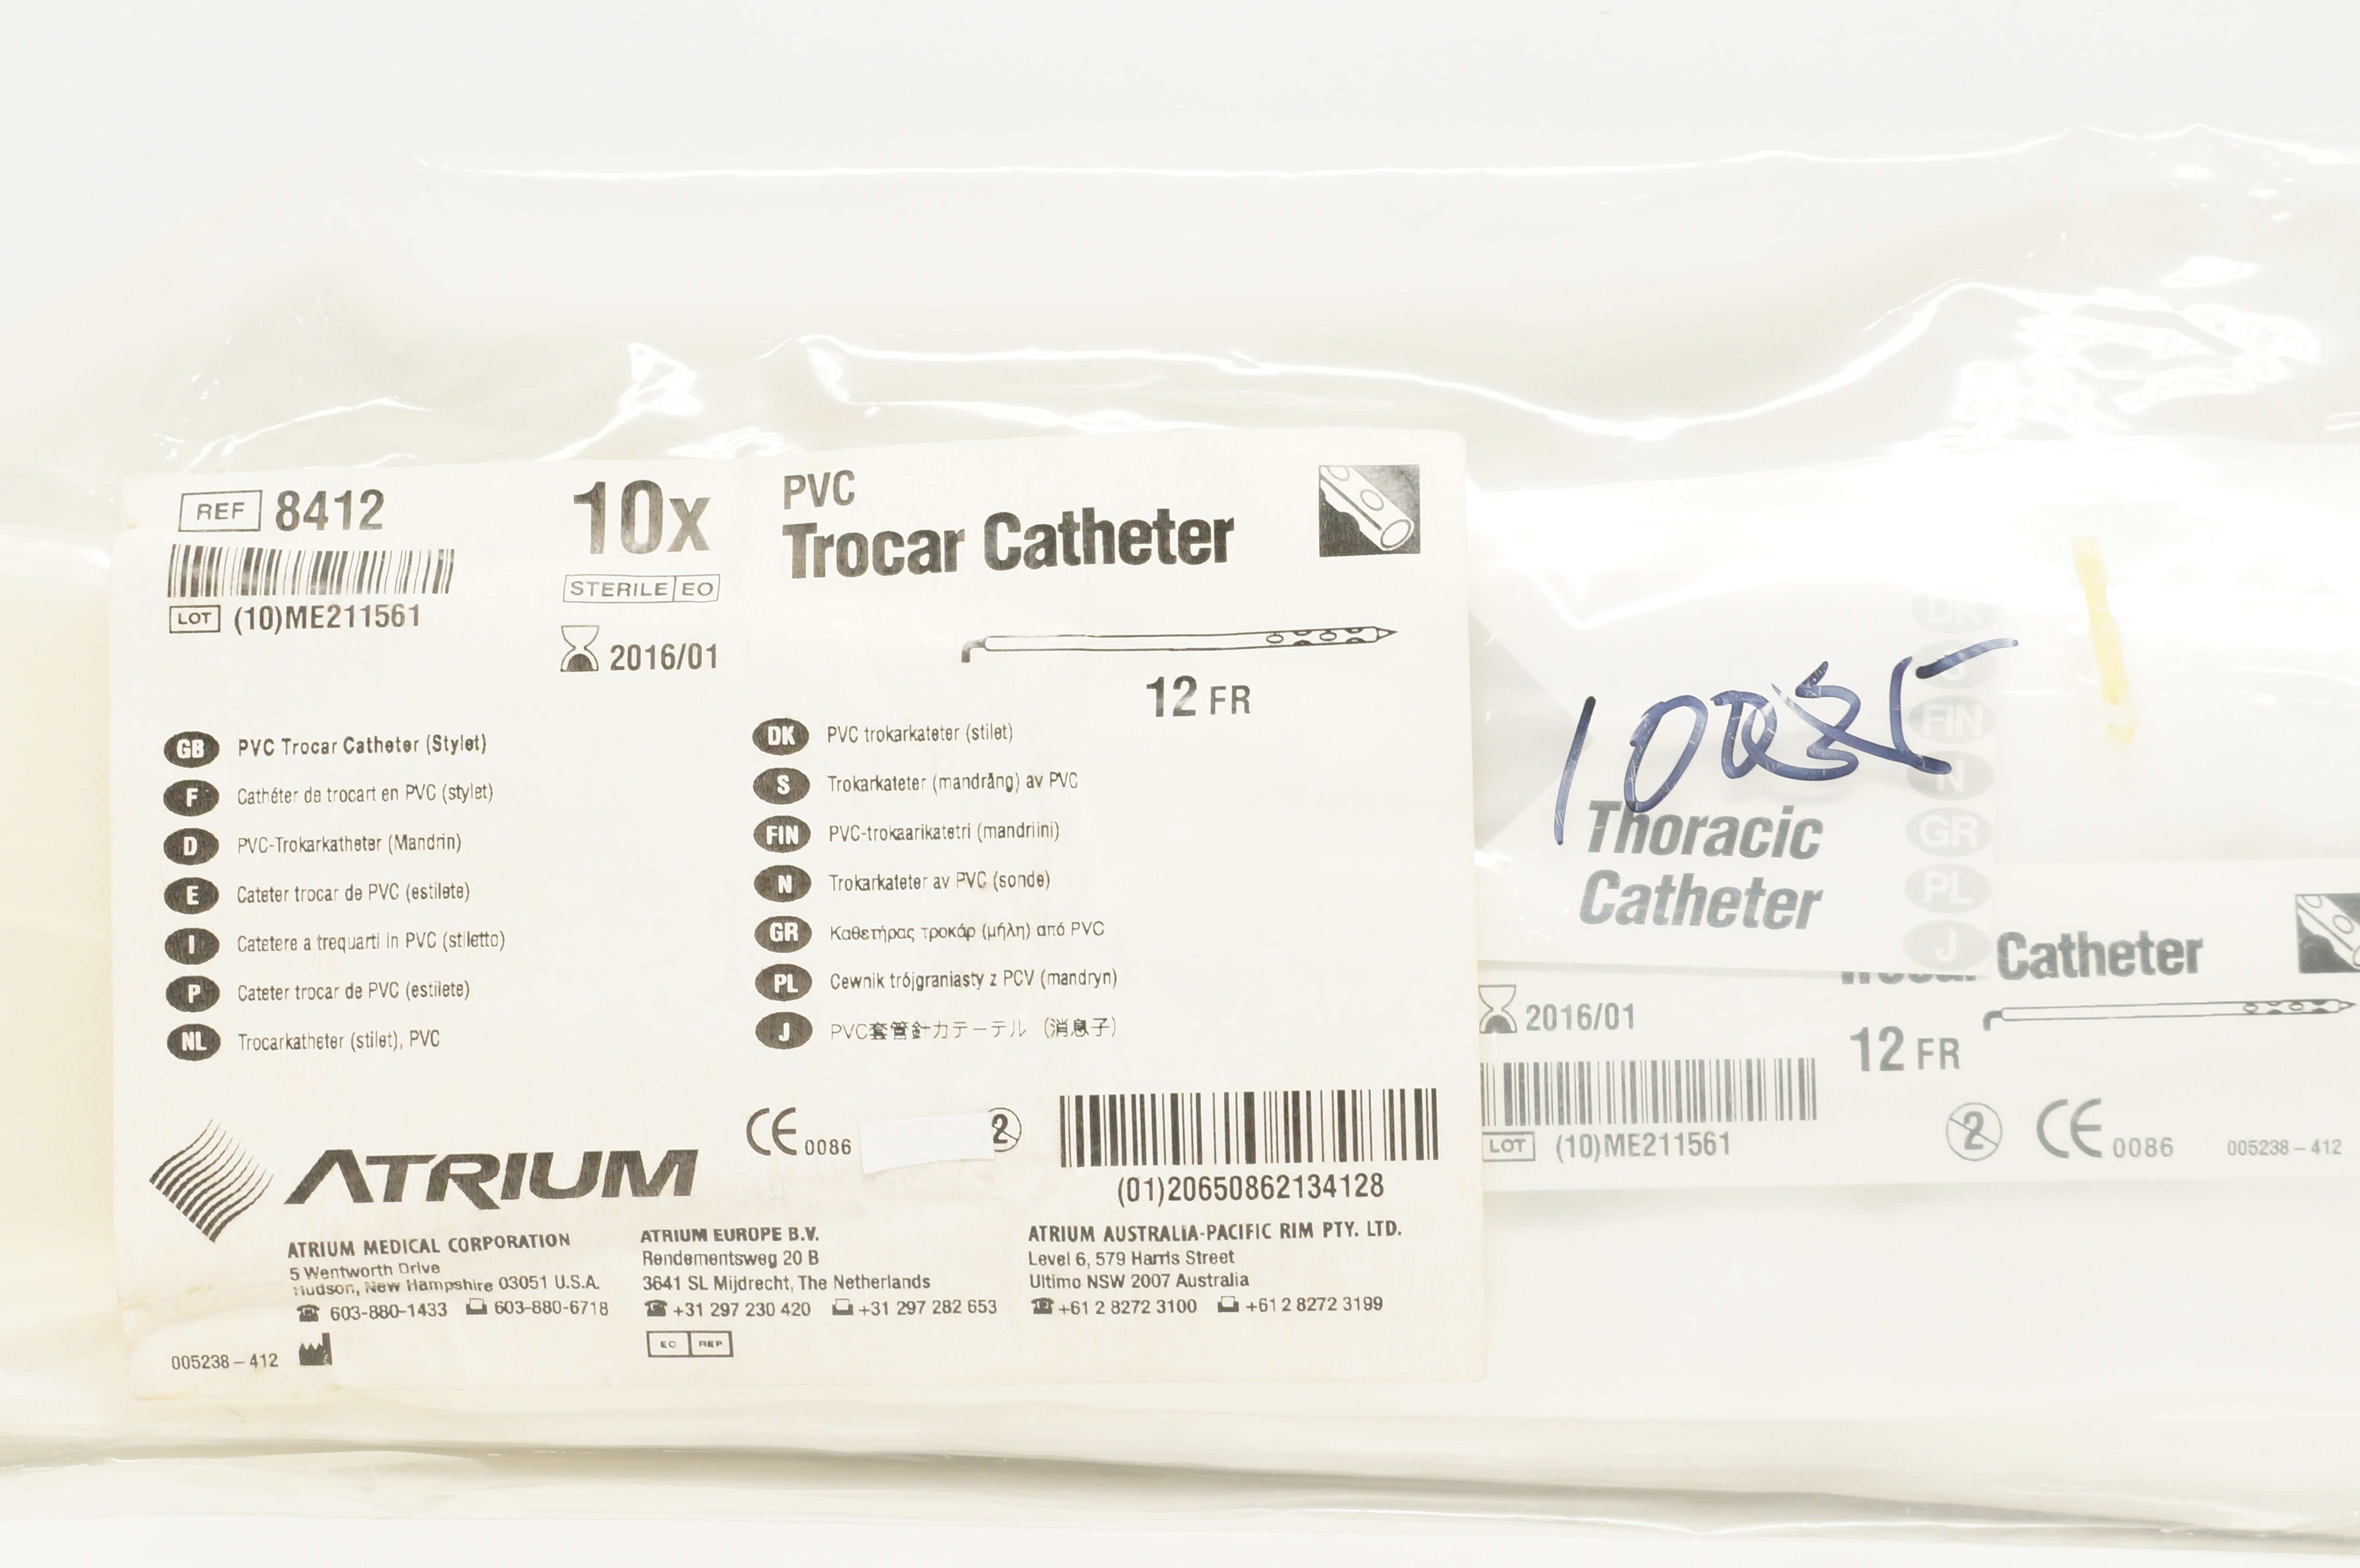 REF 8412
LOT (10)ME211561
10x
STERILE EO
2016/01
PVC
Trocar Catheter
12 FR
GB PVC Trocar Catheter (Stylet)
F Cathéter de trocart en PVC (stylet)
D PVC-Trokarkatheter (Mandrin)
E Cateter trocar de PVC (estilete)
I Catetere a trequarti in PVC (stiletto)
P Cateter trocar de PVC (estilete)
NL Trocarkatheter (stilet), PVC
DK PVC trokarkateter (stilet)
S Trokarkateter (mandrång) av PVC
FIN PVC-trokaarikatetri (mandriini)
N Trokarkateter av PVC (sonde)
GR Καθετήρας τροκάρ (μήλη) από PVC
PL Cewnik trójgraniasty z PCV (mandryn)
J PVC套管針カテーテル (消息子)
CE 0086
2
(01)20650862134128
ATRIUM
ATRIUM MEDICAL CORPORATION
5 Wentworth Drive
Hudson, New Hampshire 03051 U.S.A.
603-880-1433 603-880-6718
005238-412
ATRIUM EUROPE B.V.
Rendementsweg 20 B
3641 SL Mijdrecht, The Netherlands
+31 297 230 420 +31 297 282 653
EC REP
ATRIUM AUSTRALIA-PACIFIC RIM PTY. LTD.
Level 6, 579 Harris Street
Ultimo NSW 2007 Australia
+61 2 8272 3100 +61 2 8272 3199
Thoracic
Catheter
DK
S
FIN
N
GR
PL
J
Trocar Catheter
2016/01
12 FR
LOT (10)ME211561
2
CE 0086
005238-412